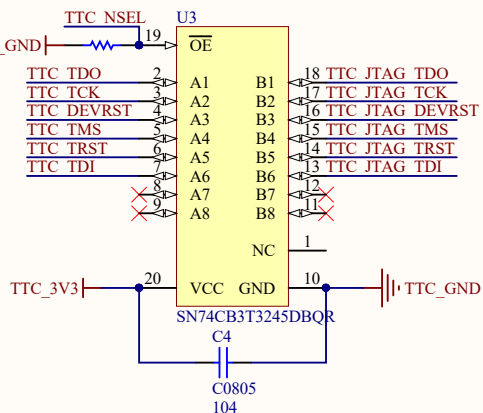 TTC_NSEL
U3
_GND
19
OE
TTC_TDO 2 A1 B1 18 TTC_JTAG_TDO
TTC_TCK 3 A2 B2 17 TTC_JTAG_TCK
TTC_DEVRST 4 A3 B3 16 TTC_JTAG_DEVRST
TTC_TMS 5 A4 B4 15 TTC_JTAG_TMS
TTC_TRST 6 A5 B5 14 TTC_JTAG_TRST
TTC_TDI 7 A6 B6 13 TTC_JTAG_TDI
8 A7 B7 12
9 A8 B8 11
NC 1
TTC_3V3 20 VCC GND 10 TTC_GND
SN74CB3T3245DBQR
C4
C0805
104